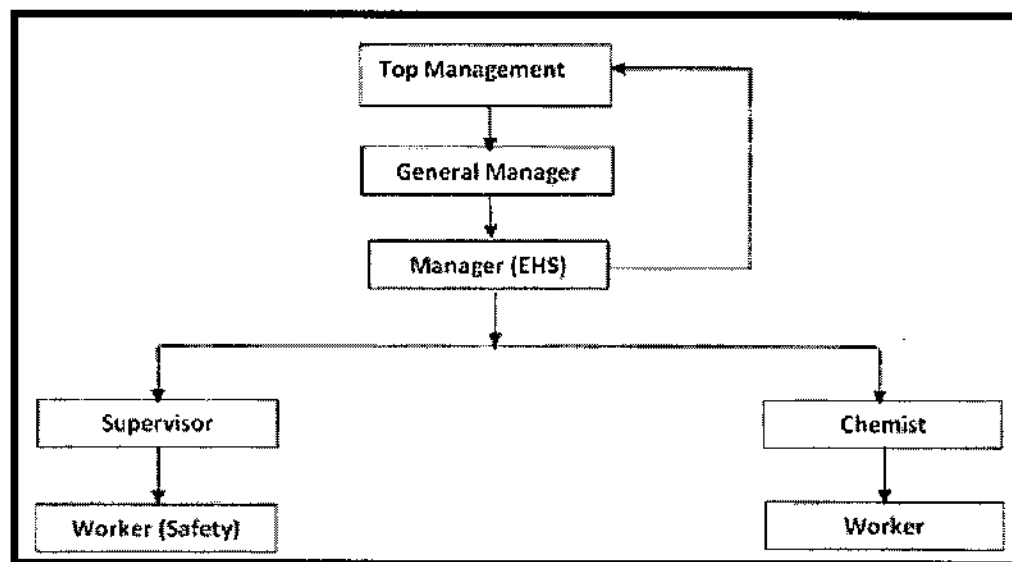 Top Management
General Manager
Manager (EHS)
Supervisor
Chemist
Worker (Safety)
Worker